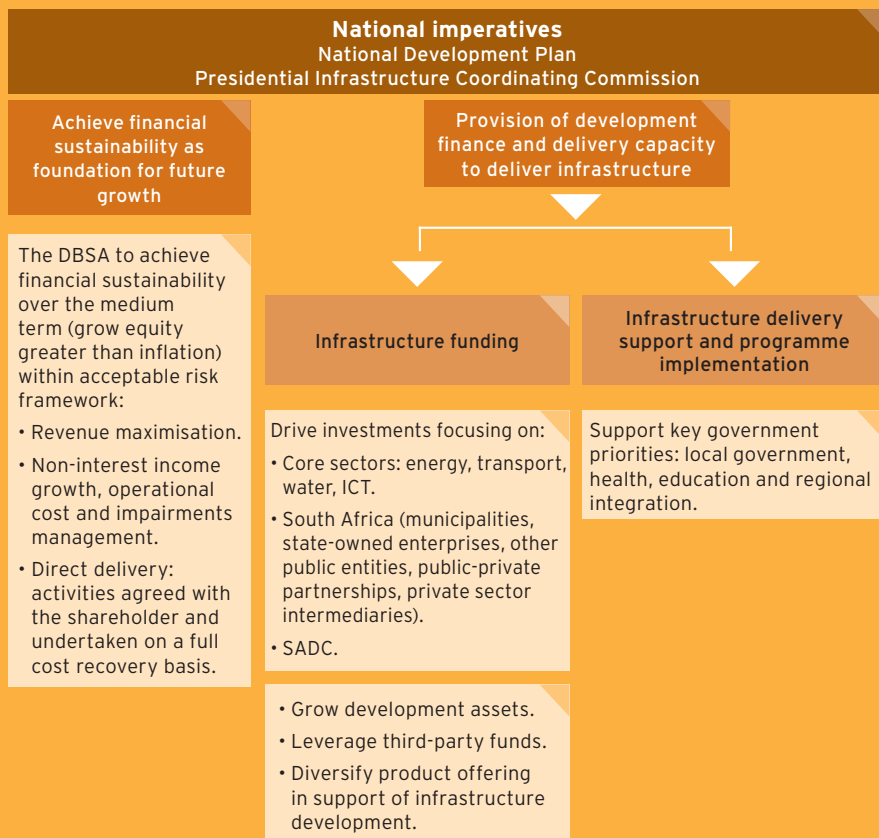 National imperatives
National Development Plan
Presidential Infrastructure Coordinating Commission
Achieve financial
sustainability as
foundation for future
growth
Provision of development
finance and delivery capacity
to deliver infrastructure
The DBSA to achieve
financial sustainability
over the medium
term (grow equity
greater than inflation)
within acceptable risk
framework:
• Revenue maximisation.
• Non-interest income
growth, operational
cost and impairments
management.
• Direct delivery:
activities agreed with
the shareholder and
undertaken on a full
cost recovery basis.
Infrastructure funding
Drive investments focusing on:
• Core sectors: energy, transport,
water, ICT.
• South Africa (municipalities,
state-owned enterprises, other
public entities, public-private
partnerships, private sector
intermediaries).
• SADC.
• Grow development assets.
• Leverage third-party funds.
• Diversify product offering
in support of infrastructure
development.
Infrastructure delivery
support and programme
implementation
Support key government
priorities: local government,
health, education and regional
integration.